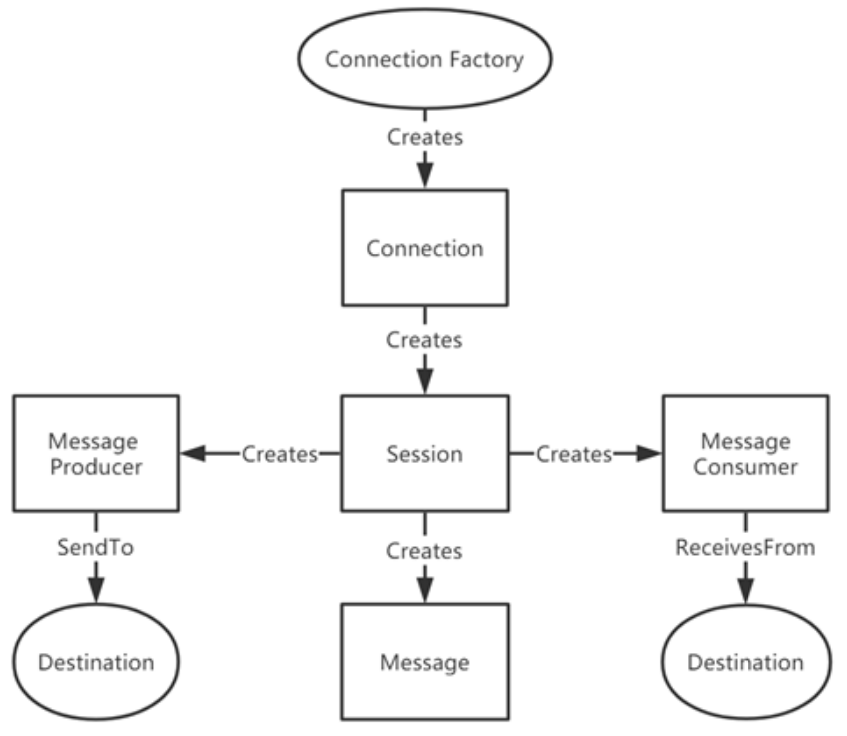 Connection Factory
Creates
Connection
Creates
Message
Producer
Creates
Session
Creates
Message
Consumer
SendTo
Creates
ReceivesFrom
Destination
Message
Destination